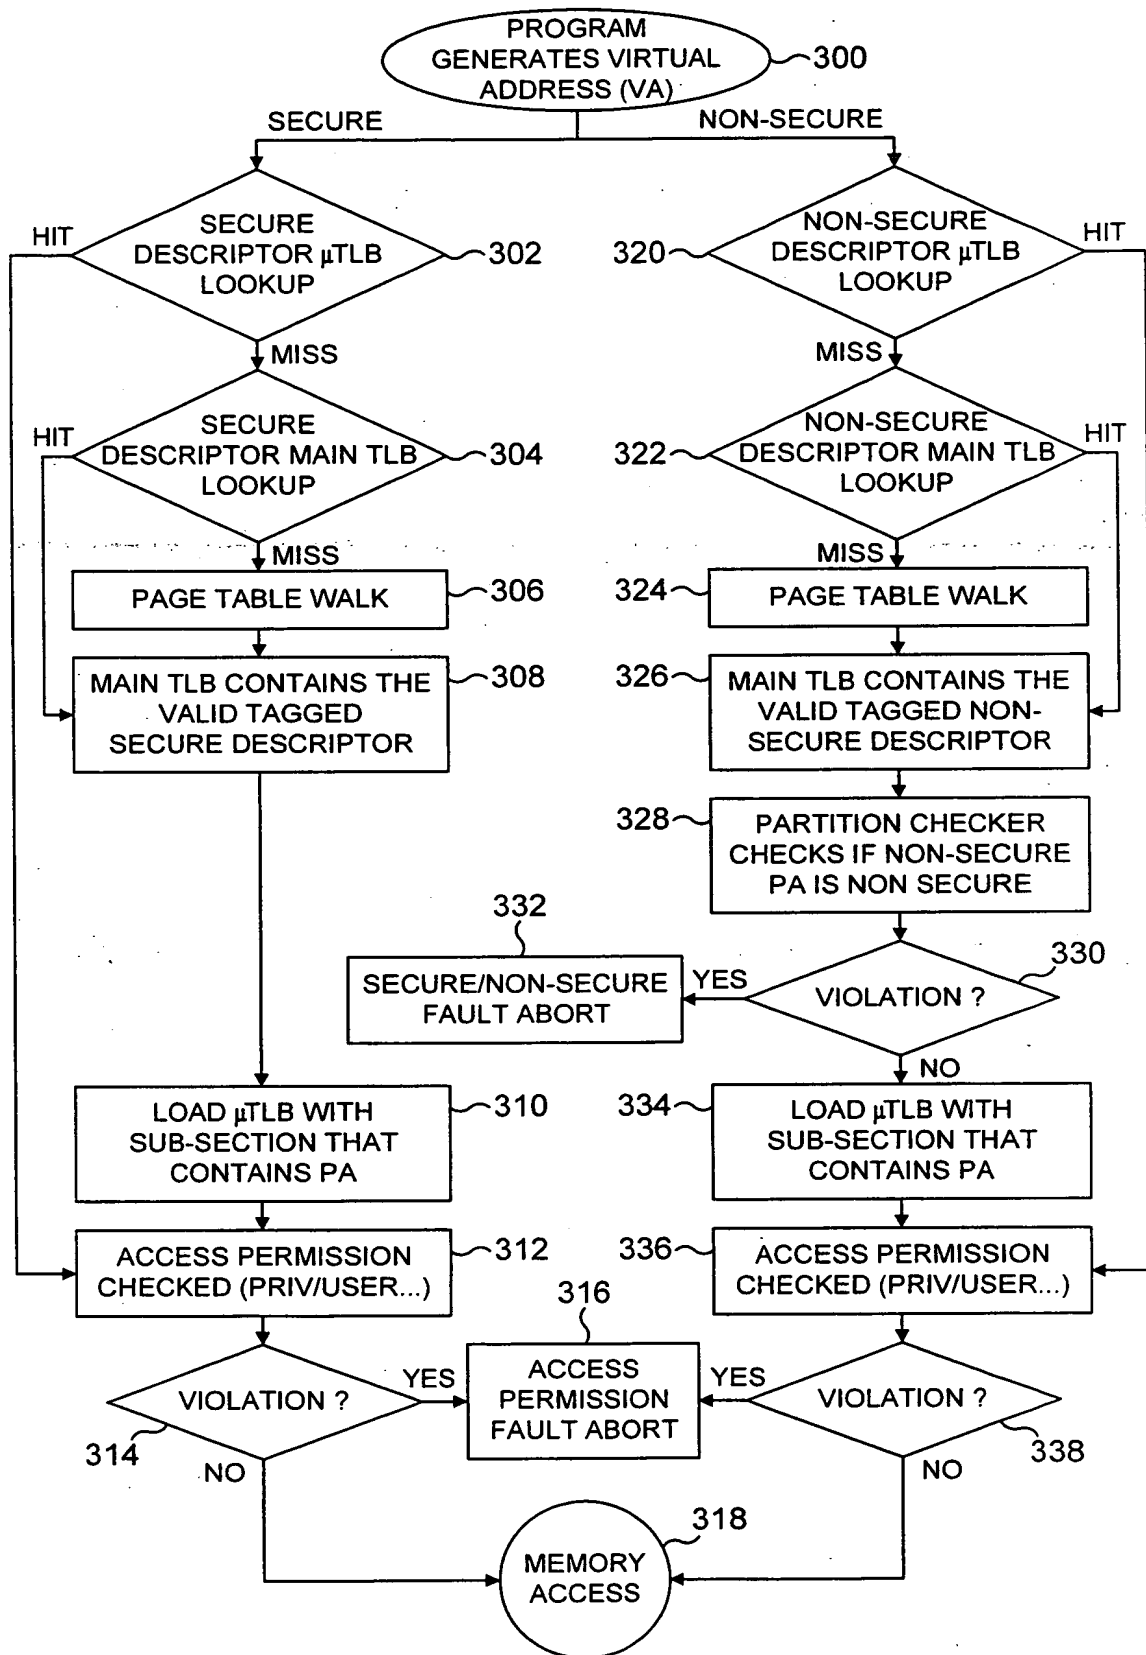 PROGRAM
GENERATES VIRTUAL
ADDRESS (VA)
300
SECURE
NON-SECURE
HIT
SECURE
DESCRIPTOR μTLB
LOOKUP
302
320
NON-SECURE
DESCRIPTOR μTLB
LOOKUP
HIT
MISS
MISS
HIT
SECURE
DESCRIPTOR MAIN TLB
LOOKUP
304
322
NON-SECURE
DESCRIPTOR MAIN TLB
LOOKUP
HIT
MISS
MISS
PAGE TABLE WALK
306
324
PAGE TABLE WALK
MAIN TLB CONTAINS THE
VALID TAGGED
SECURE DESCRIPTOR
308
326
MAIN TLB CONTAINS THE
VALID TAGGED NON-
SECURE DESCRIPTOR
328
PARTITION CHECKER
CHECKS IF NON-SECURE
PA IS NON SECURE
332
SECURE/NON-SECURE
FAULT ABORT
YES
VIOLATION ?
330
NO
LOAD μTLB WITH
SUB-SECTION THAT
CONTAINS PA
310
334
LOAD μTLB WITH
SUB-SECTION THAT
CONTAINS PA
ACCESS PERMISSION
CHECKED (PRIV/USER...)
312
336
ACCESS PERMISSION
CHECKED (PRIV/USER...)
316
VIOLATION ?
314
YES
ACCESS
PERMISSION
FAULT ABORT
YES
VIOLATION ?
338
NO
NO
318
MEMORY
ACCESS